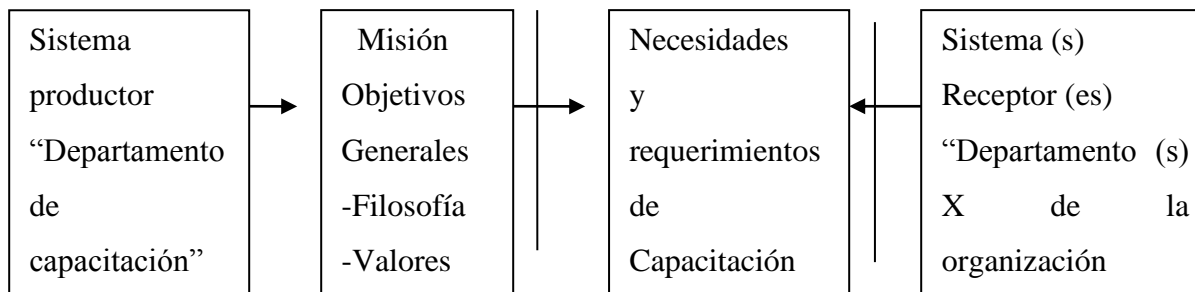 Sistema
productor
“Departamento
de
capacitación”
Misión
Objetivos
Generales
-Filosofía
-Valores
Necesidades
y
requerimientos
de
Capacitación
Sistema (s)
Receptor (es)
“Departamento (s)
X de la
organización